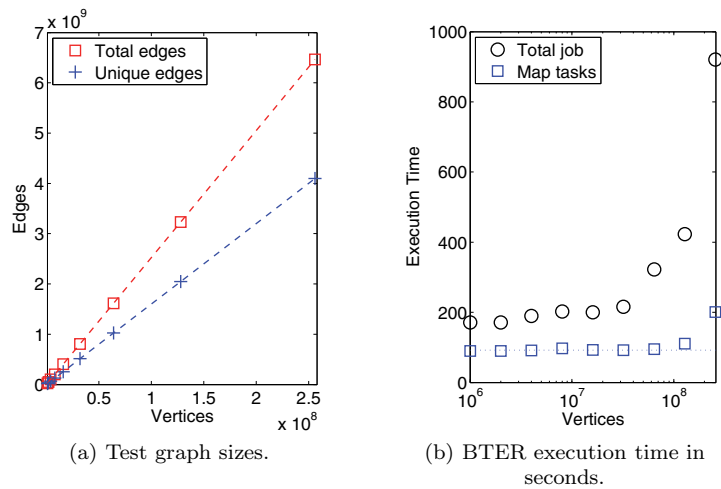 x 10^9
7
6
5
4
3
2
1
0
Edges
Total edges
Unique edges
0.5
1
1.5
2
2.5
Vertices
x 10^8
(a) Test graph sizes.
1000
800
600
400
200
0
Execution Time
Total job
Map tasks
10^6
10^7
10^8
Vertices
(b) BTER execution time in
seconds.